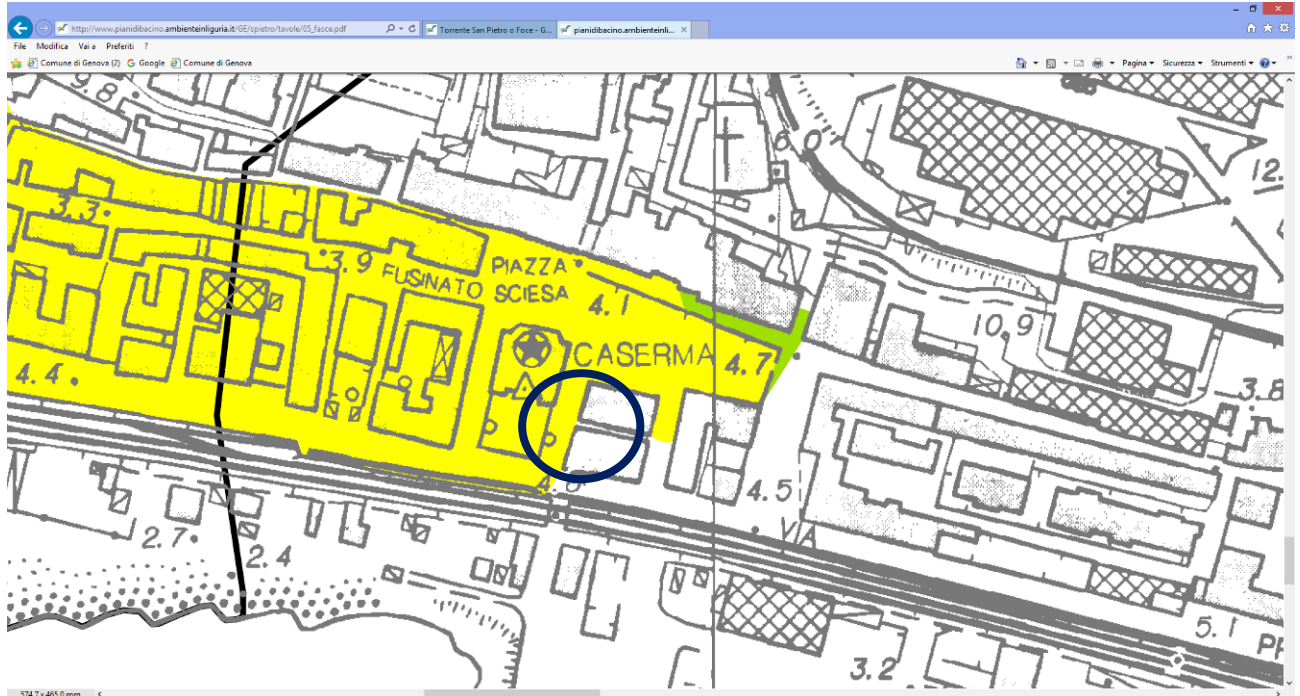 http://www.pianidibacino.ambienteinliguria.it/GE/spietro/tavole/05_fasce.pdf
Torrente San Pietro o Foce - G...
pianidibacino.ambienteinli...
File Modifica Vai a Preferiti ?
Comune di Genova (2) Google Comune di Genova
Pagina Sicurezza Strumenti
9.8
6.0
12.
3.3
3.9 FUSINATO PIAZZA
SCIESA
4.1
10.9
CASERMA 4.7
3.8
4.4
4.5
VIA
2.7
2.4
5.1
3.2
574,7 x 465,0 mm